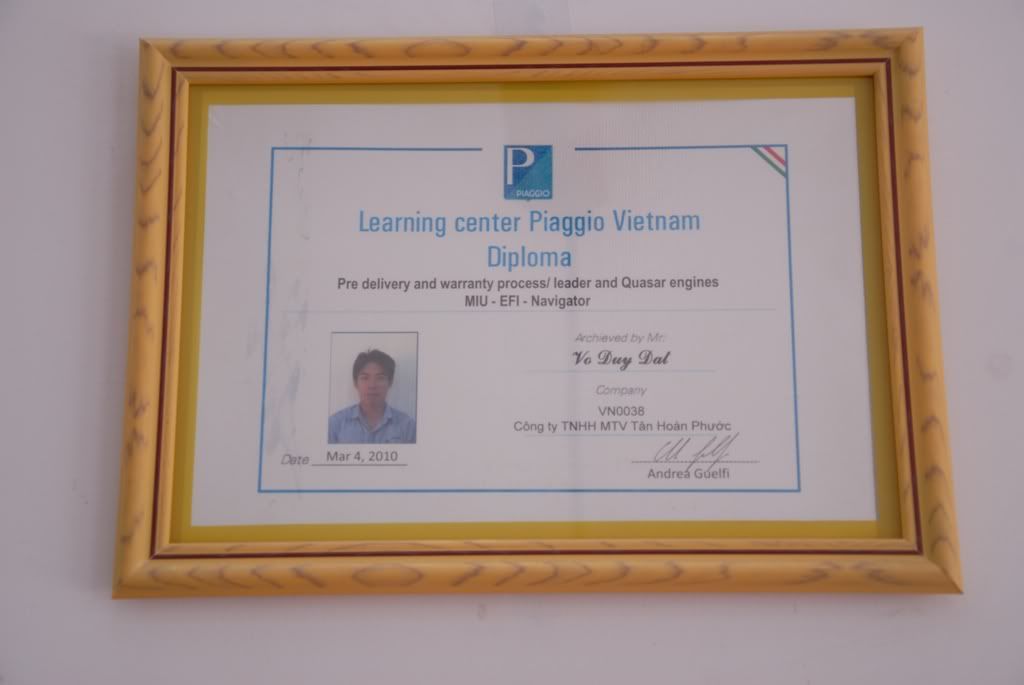 P
PIAGGIO
Learning center Piaggio Vietnam
Diploma
Pre delivery and warranty process/ leader and Quasar engines
MIU - EFI - Navigator
Archieved by Mr:
Vo Duy Dat
Company
VN0038
Công ty TNHH MTV Tân Hoàn Phước
Date Mar 4, 2010
Andrea Guelfi